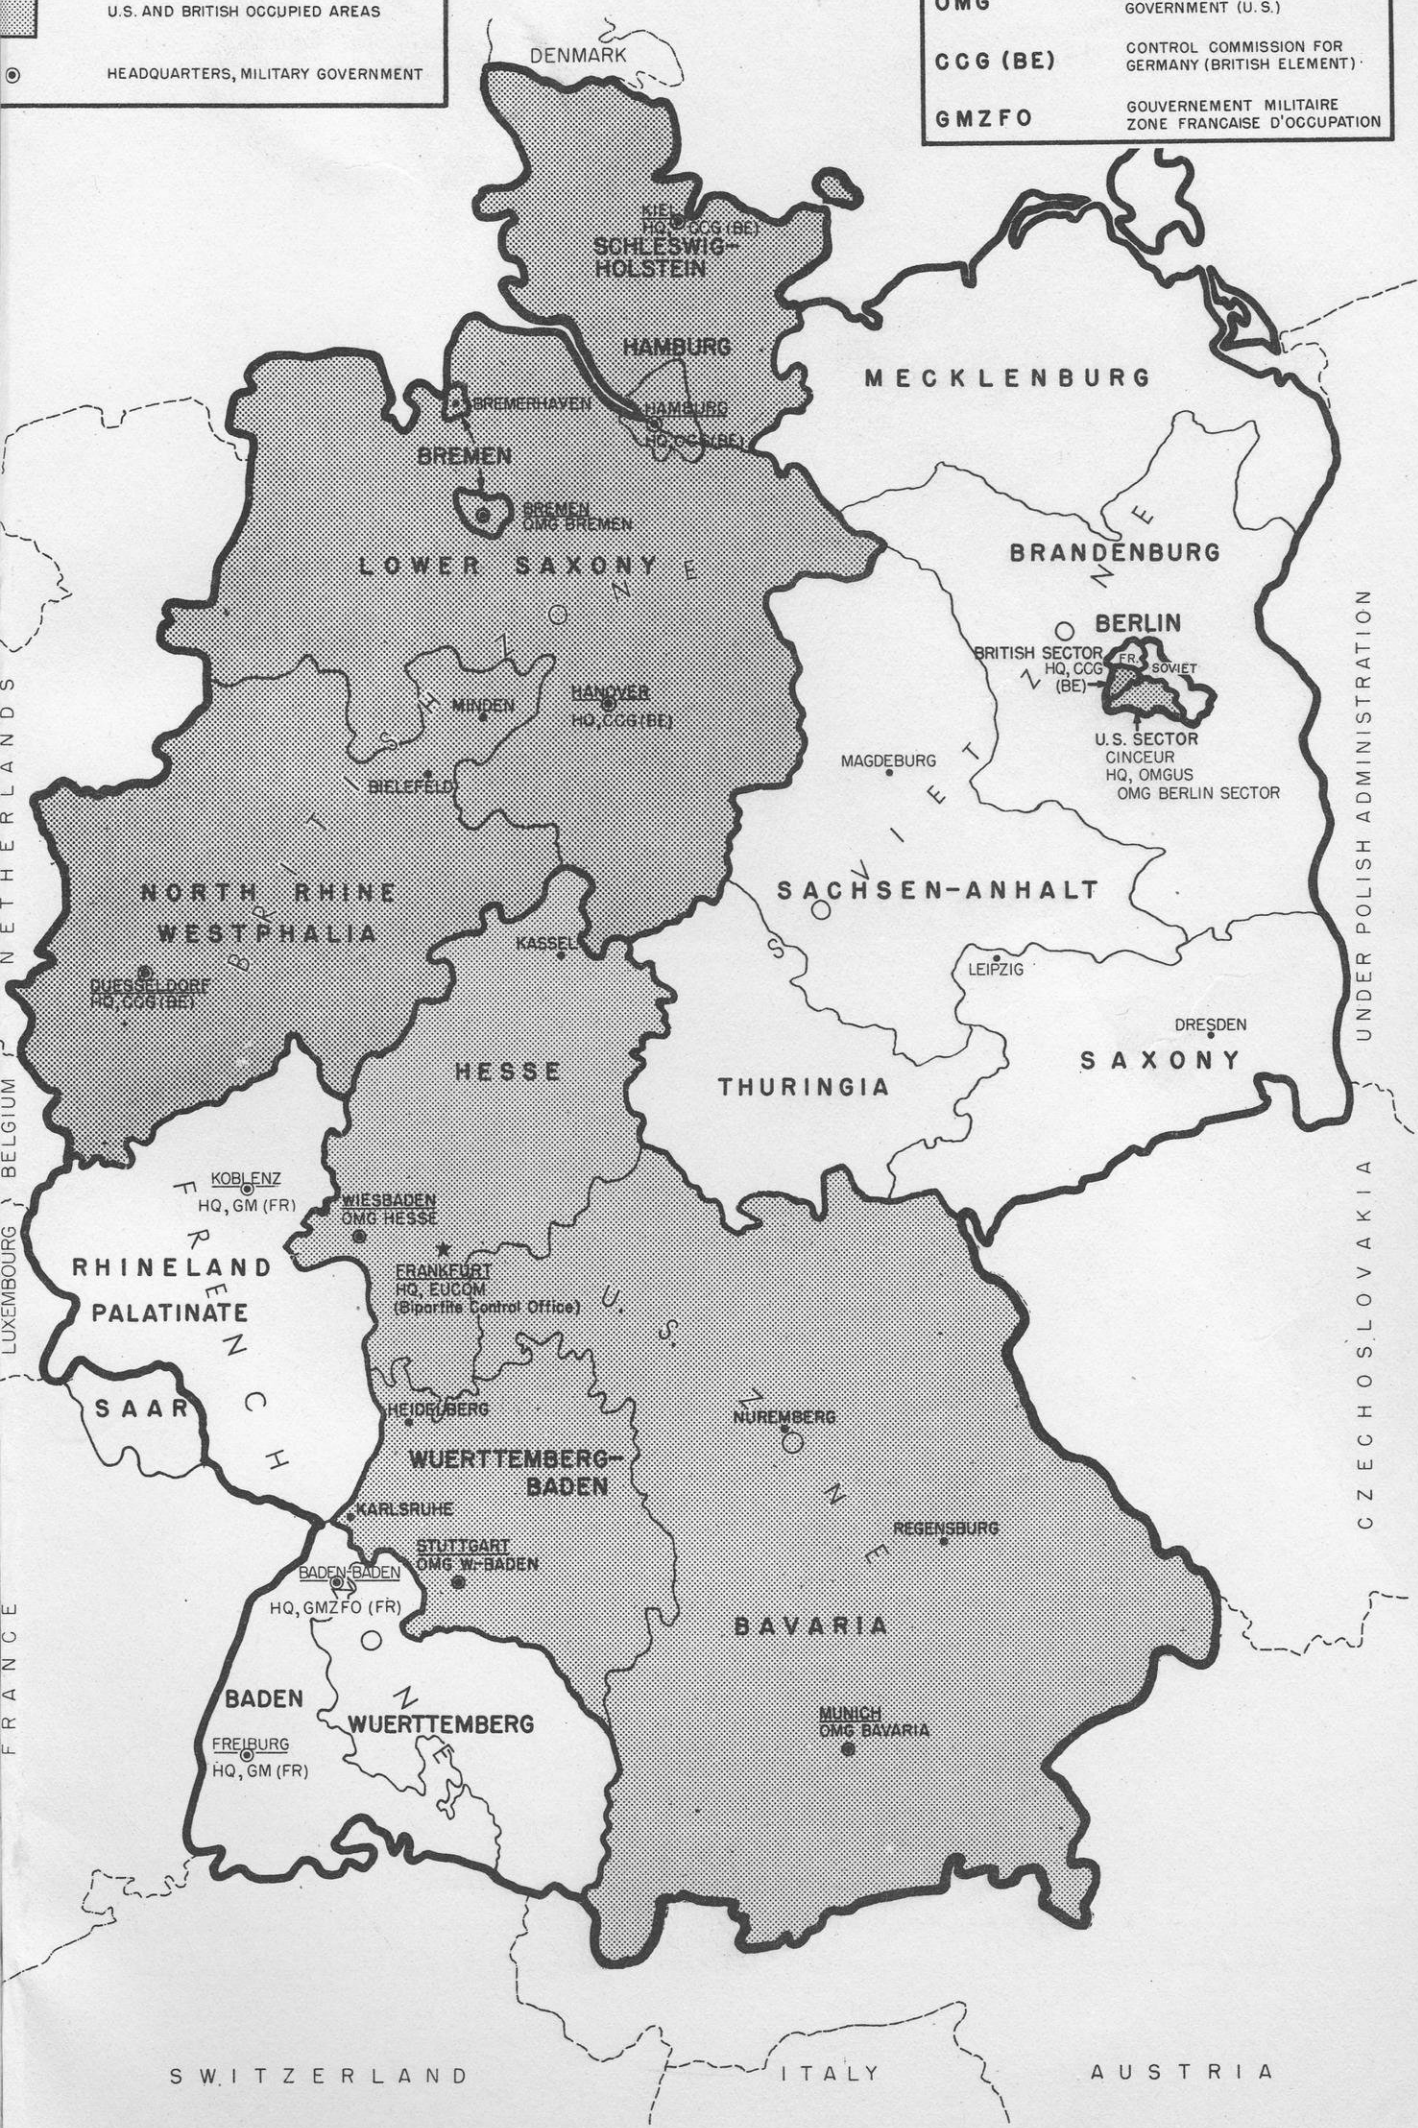 U.S. AND BRITISH OCCUPIED AREAS
HEADQUARTERS, MILITARY GOVERNMENT
OMG
GOVERNMENT (U.S.)
CCG (BE)
CONTROL COMMISSION FOR
GERMANY (BRITISH ELEMENT)
GMZFO
GOUVERNEMENT MILITAIRE
ZONE FRANCAISE D'OCCUPATION
DENMARK
KIEL
HQ, CCG (BE)
SCHLESWIG-
HOLSTEIN
HAMBURG
MECKLENBURG
BREMERHAVEN
HAMBURG
HQ, CCG (BE)
BREMEN
BREMEN
OMG BREMEN
LOWER SAXONY
BRANDENBURG
BERLIN
BRITISH SECTOR
HQ, CCG
(BE)
FR.
SOVIET
U.S. SECTOR
CINCEUR
HQ, OMGUS
OMG BERLIN SECTOR
MINDEN
HANOVER
HQ, CCG (BE)
BIELEFELD
MAGDEBURG
BRITISH ZONE
SOVIET ZONE
NORTH RHINE
WESTPHALIA
SACHSEN-ANHALT
KASSEL
LEIPZIG
DUESSELDORF
HQ, CCG (BE)
DRESDEN
SAXONY
HESSE
THURINGIA
KOBLENZ
HQ, GM (FR)
WIESBADEN
OMG HESSE
RHINELAND
PALATINATE
FRANKFURT
HQ, EUCOM
(Bipartite Control Office)
FRENCH ZONE
U.S. ZONE
SAAR
HEIDELBERG
NUREMBERG
WUERTTEMBERG-
BADEN
KARLSRUHE
REGENSBURG
STUTTGART
OMG W.-BADEN
BADEN-BADEN
HQ, GMZFO (FR)
BAVARIA
BADEN
WUERTTEMBERG
MUNICH
OMG BAVARIA
FREIBURG
HQ, GM (FR)
NETHERLANDS
BELGIUM
LUXEMBOURG
FRANCE
UNDER POLISH ADMINISTRATION
CZECHOSLOVAKIA
SWITZERLAND
ITALY
AUSTRIA